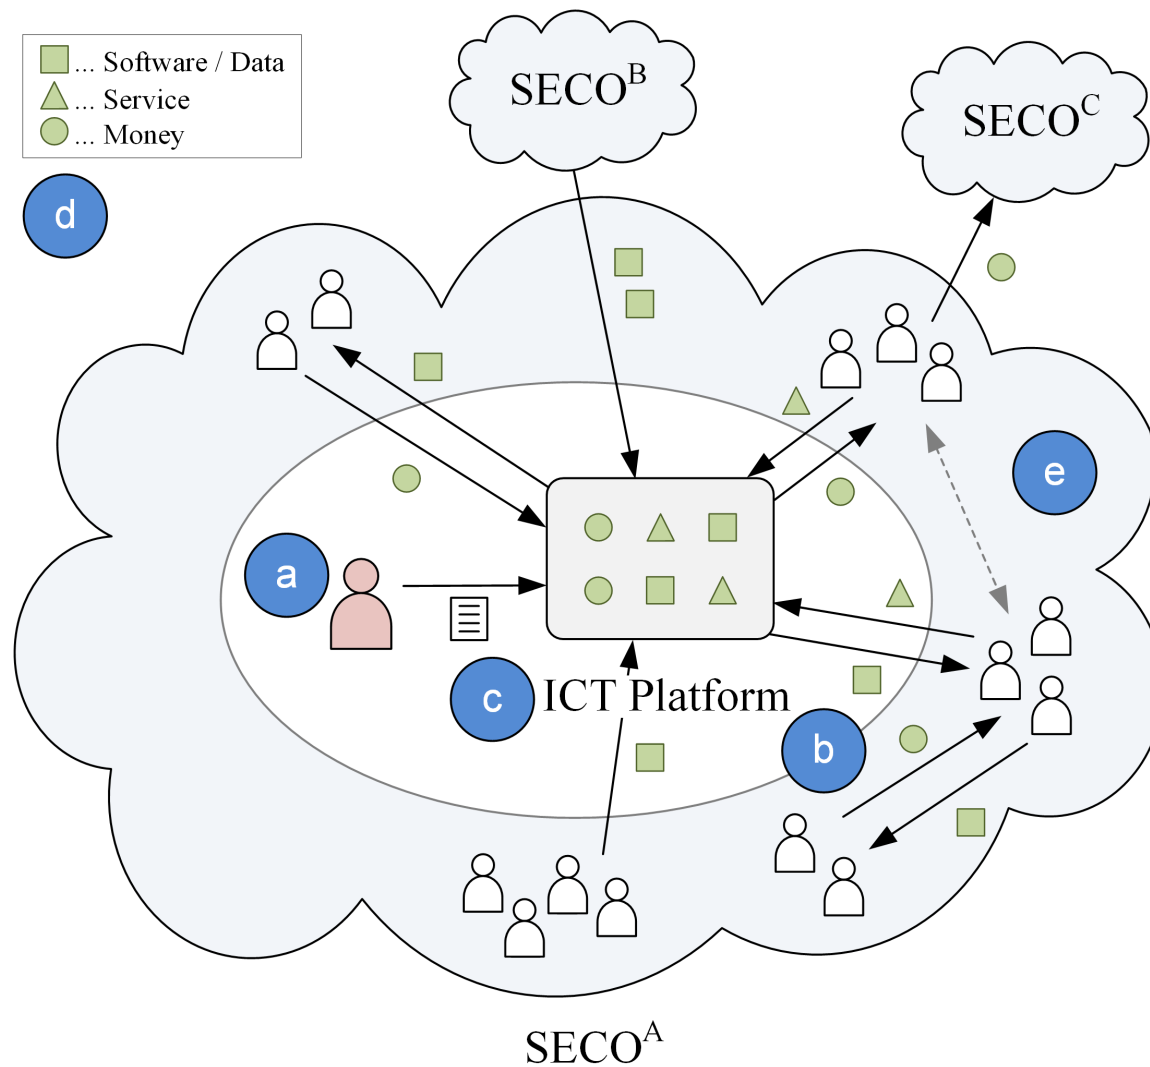 ... Software / Data
... Service
... Money
SECO^B
SECO^C
d
e
a
c
ICT Platform
b
SECO^A